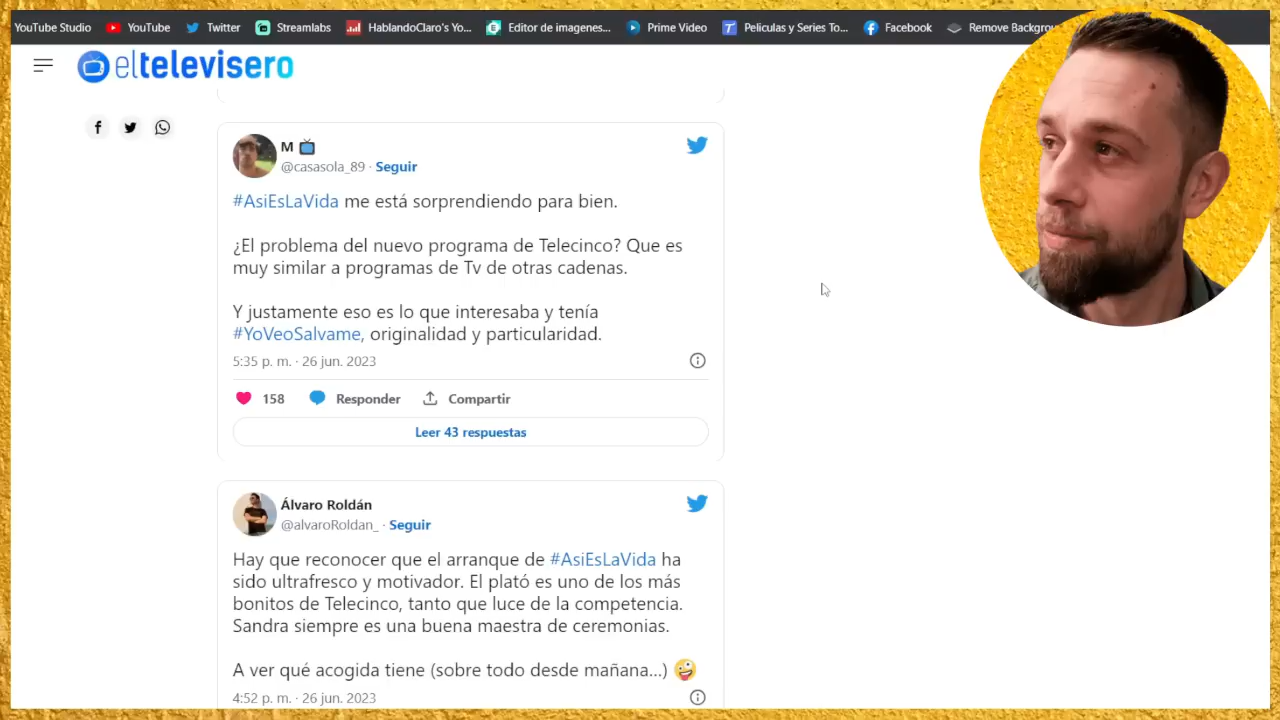 YouTube Studio YouTube Twitter Streamlabs HablandoClaro's Yo... Editor de imagenes... Prime Video Peliculas y Series To... Facebook Remove Backgrou
eltelevisero
M
@casasola_89 · Seguir
#AsiEsLaVida me está sorprendiendo para bien.
¿El problema del nuevo programa de Telecinco? Que es
muy similar a programas de Tv de otras cadenas.
Y justamente eso es lo que interesaba y tenía
#YoVeoSalvame, originalidad y particularidad.
5:35 p. m. · 26 jun. 2023
158 Responder Compartir
Leer 43 respuestas
Álvaro Roldán
@alvaroRoldan_ · Seguir
Hay que reconocer que el arranque de #AsiEsLaVida ha
sido ultrafresco y motivador. El plató es uno de los más
bonitos de Telecinco, tanto que luce de la competencia.
Sandra siempre es una buena maestra de ceremonias.
A ver qué acogida tiene (sobre todo desde mañana...) 🤪
4:52 p. m. · 26 jun. 2023